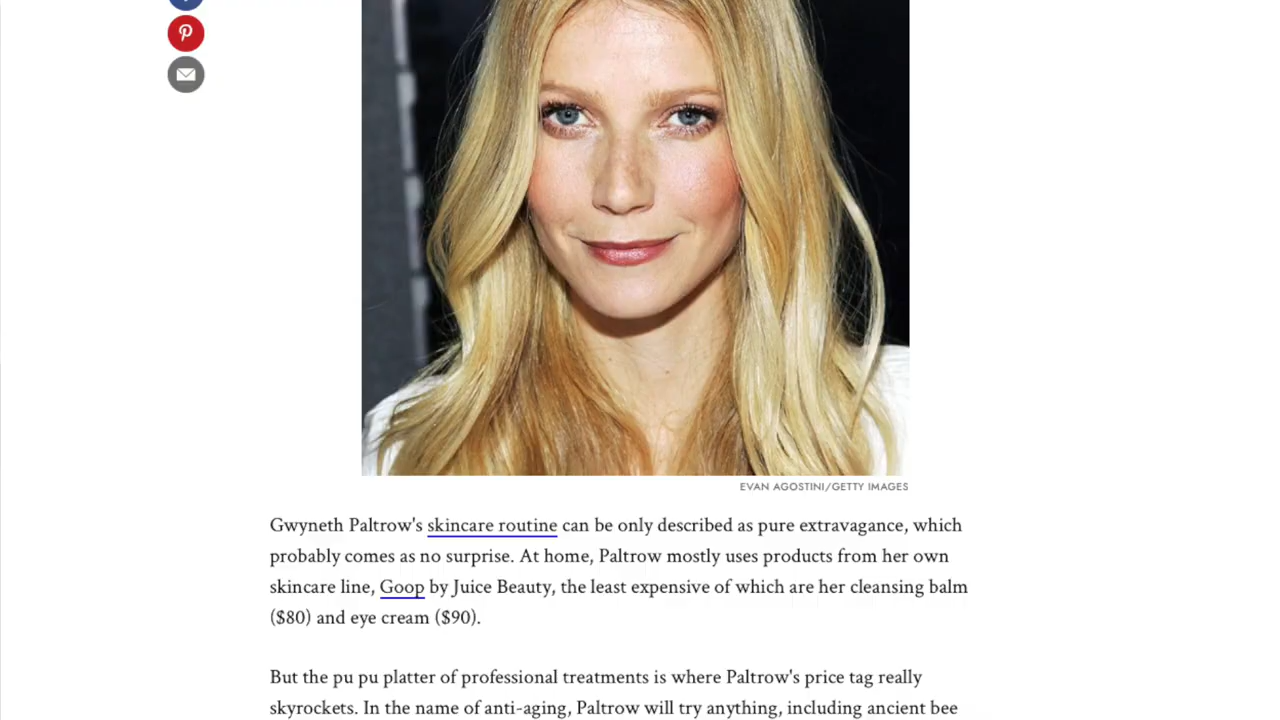 EVAN AGOSTINI/GETTY IMAGES
Gwyneth Paltrow's skincare routine can be only described as pure extravagance, which
probably comes as no surprise. At home, Paltrow mostly uses products from her own
skincare line, Goop by Juice Beauty, the least expensive of which are her cleansing balm
($80) and eye cream ($90).
But the pu pu platter of professional treatments is where Paltrow's price tag really
skyrockets. In the name of anti-aging, Paltrow will try anything, including ancient bee